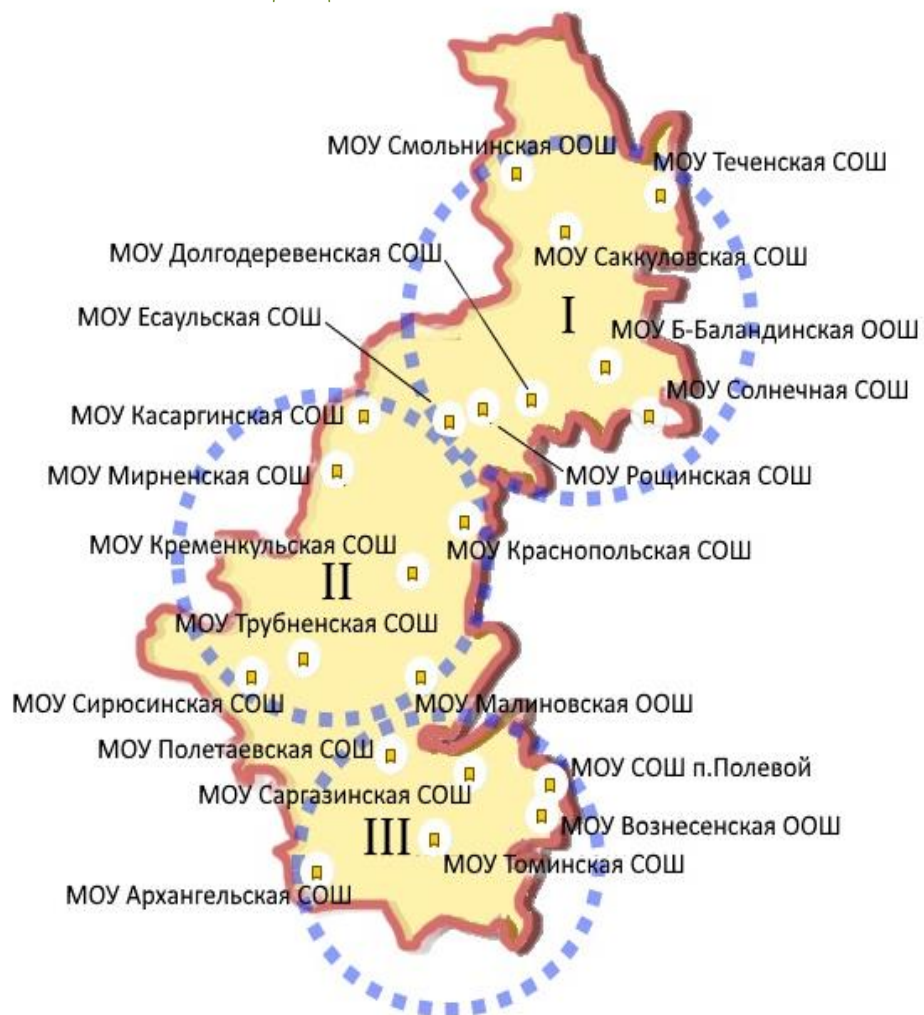 МОУ Смольнинская ООШ
МОУ Теченская СОШ
МОУ Долгодеревенская СОШ
МОУ Саккуловская СОШ
I
МОУ Есаульская СОШ
МОУ Б-Баландинская ООШ
МОУ Солнечная СОШ
МОУ Касаргинская СОШ
МОУ Мирненская СОШ
МОУ Рощинская СОШ
МОУ Кременкульская СОШ
МОУ Краснопольская СОШ
II
МОУ Трубненская СОШ
МОУ Сирюсинская СОШ
МОУ Малиновская ООШ
МОУ Полетаевская СОШ
МОУ СОШ п.Полевой
МОУ Саргазинская СОШ
МОУ Вознесенская ООШ
III
МОУ Томинская СОШ
МОУ Архангельская СОШ